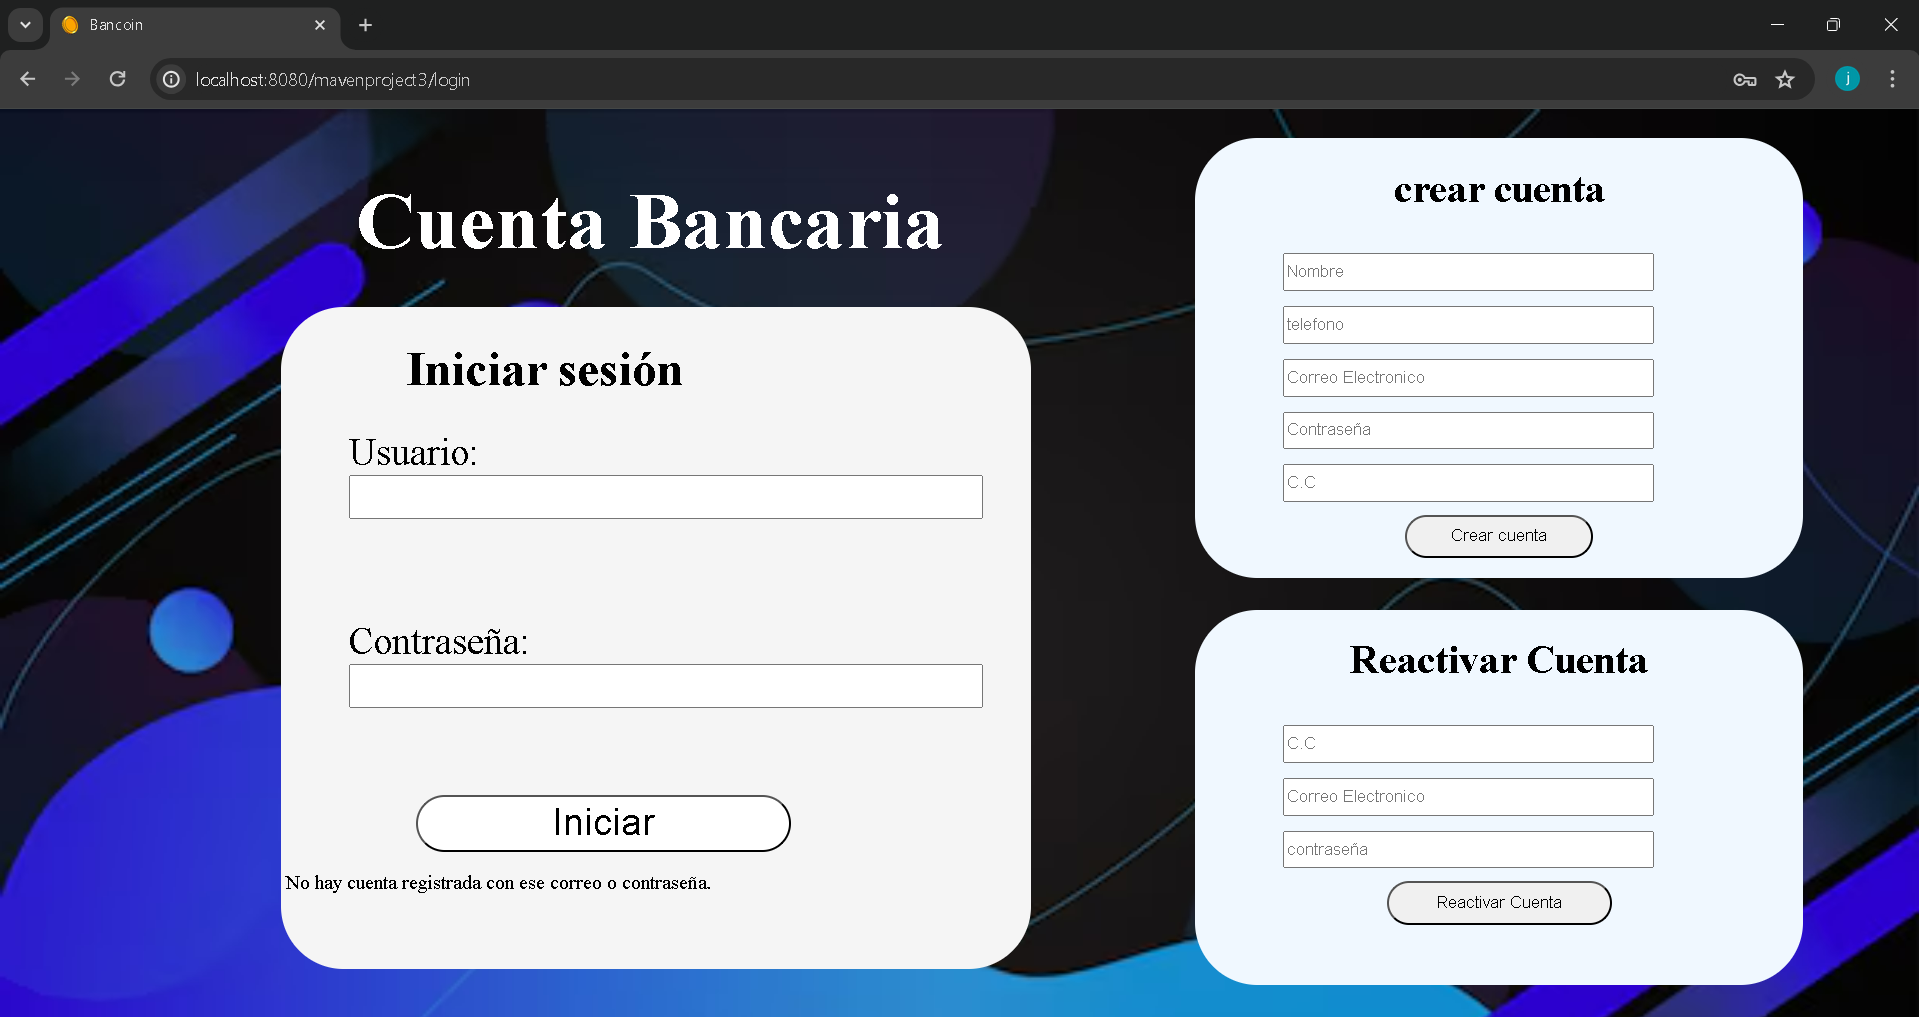 Bancoin
localhost:8080/mavenproject3/login
j
Cuenta Bancaria
Iniciar sesión
Usuario:
Contraseña:
Iniciar
No hay cuenta registrada con ese correo o contraseña.
crear cuenta
Nombre
telefono
Correo Electronico
Contraseña
C.C
Crear cuenta
Reactivar Cuenta
C.C
Correo Electronico
contraseña
Reactivar Cuenta